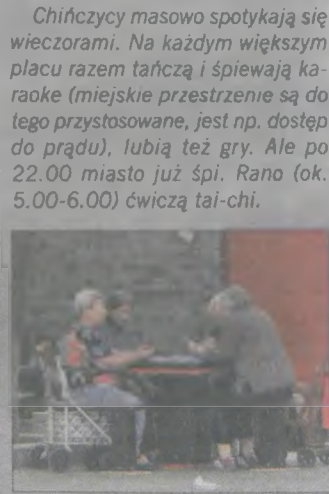 Chińczycy masowo spotykają się
wieczorami. Na każdym większym
placu razem tańczą i śpiewają ka-
raoke (miejskie przestrzenie są do
tego przystosowane, jest np. dostęp
do prądu), lubią też gry. Ale po
22.00 miasto już śpi. Rano (ok.
5.00-6.00) ćwiczą tai-chi.